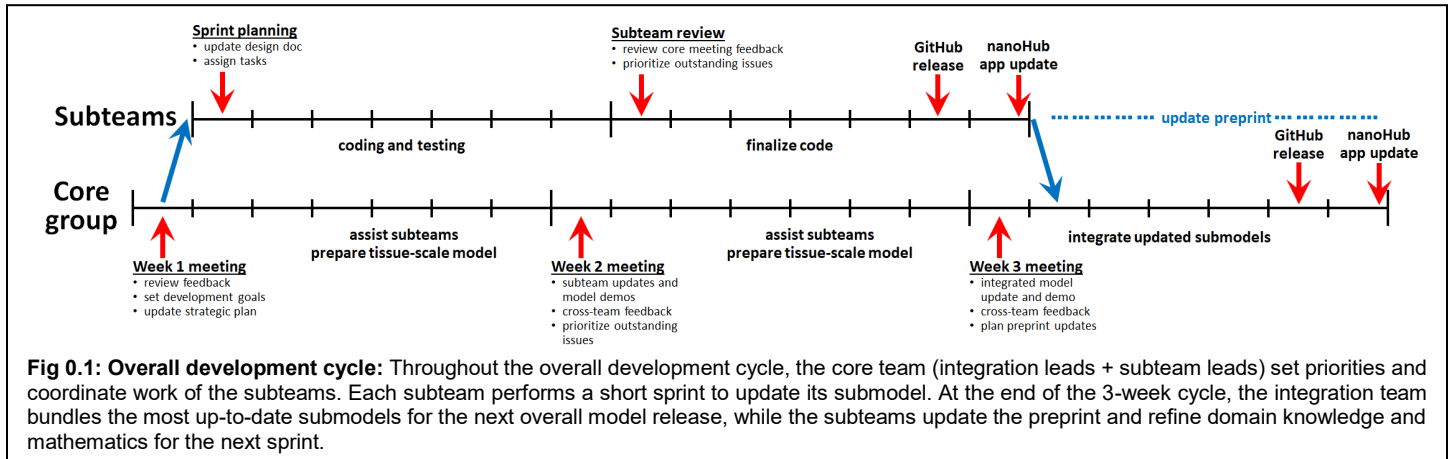 Sprint planning
• update design doc
• assign tasks
Subteam review
• review core meeting feedback
• prioritize outstanding issues
GitHub
release
nanoHub
app update
Subteams
coding and testing
finalize code
update preprint
GitHub
release
nanoHub
app update
Core
group
assist subteams
prepare tissue-scale model
assist subteams
prepare tissue-scale model
integrate updated submodels
Week 1 meeting
• review feedback
• set development goals
• update strategic plan
Week 2 meeting
• subteam updates and
model demos
• cross-team feedback
• prioritize outstanding
issues
Week 3 meeting
• integrated model
update and demo
• cross-team feedback
• plan preprint updates
Fig 0.1: Overall development cycle: Throughout the overall development cycle, the core team (integration leads + subteam leads) set priorities and
coordinate work of the subteams. Each subteam performs a short sprint to update its submodel. At the end of the 3-week cycle, the integration team
bundles the most up-to-date submodels for the next overall model release, while the subteams update the preprint and refine domain knowledge and
mathematics for the next sprint.